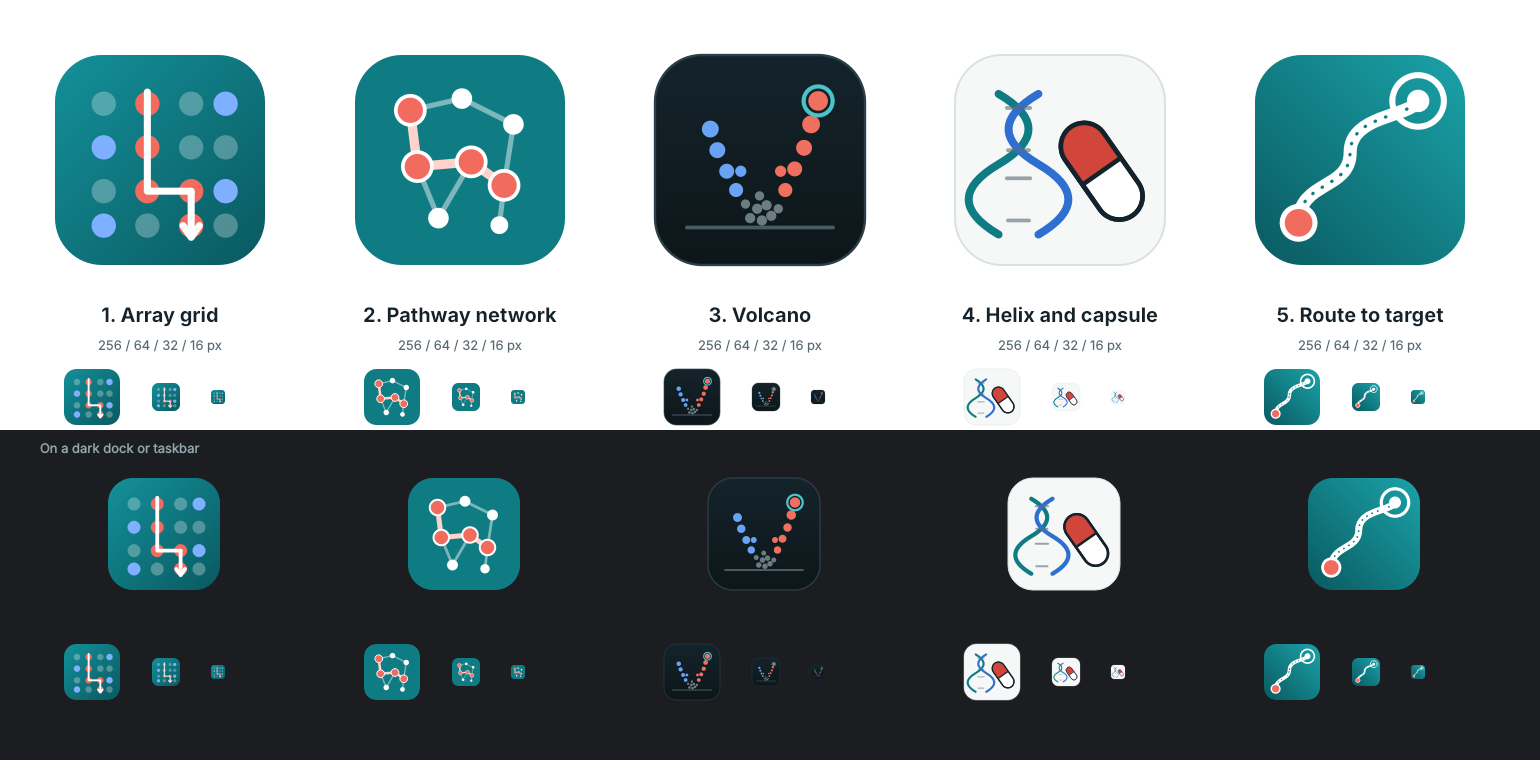 1. Array grid
2. Pathway network
3. Volcano
4. Helix and capsule
5. Route to target
256 / 64 / 32 / 16 px
256 / 64 / 32 / 16 px
256 / 64 / 32 / 16 px
256 / 64 / 32 / 16 px
256 / 64 / 32 / 16 px
On a dark dock or taskbar